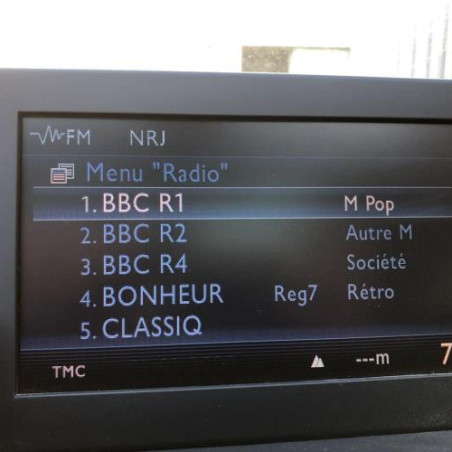 FM NRJ
Menu "Radio"
1. BBC R1 M Pop
2. BBC R2 Autre M
3. BBC R4 Société
4. BONHEUR Reg7 Rétro
5. CLASSIQ
TMC ---m 7